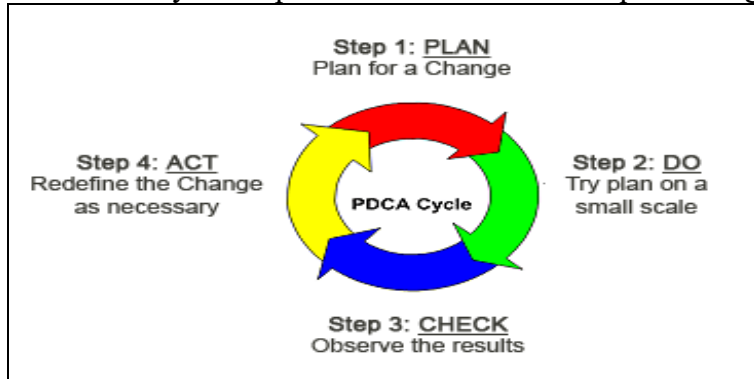 Step 1: PLAN
Plan for a Change
Step 4: ACT
Redefine the Change
as necessary
PDCA Cycle
Step 2: DO
Try plan on a
small scale
Step 3: CHECK
Observe the results